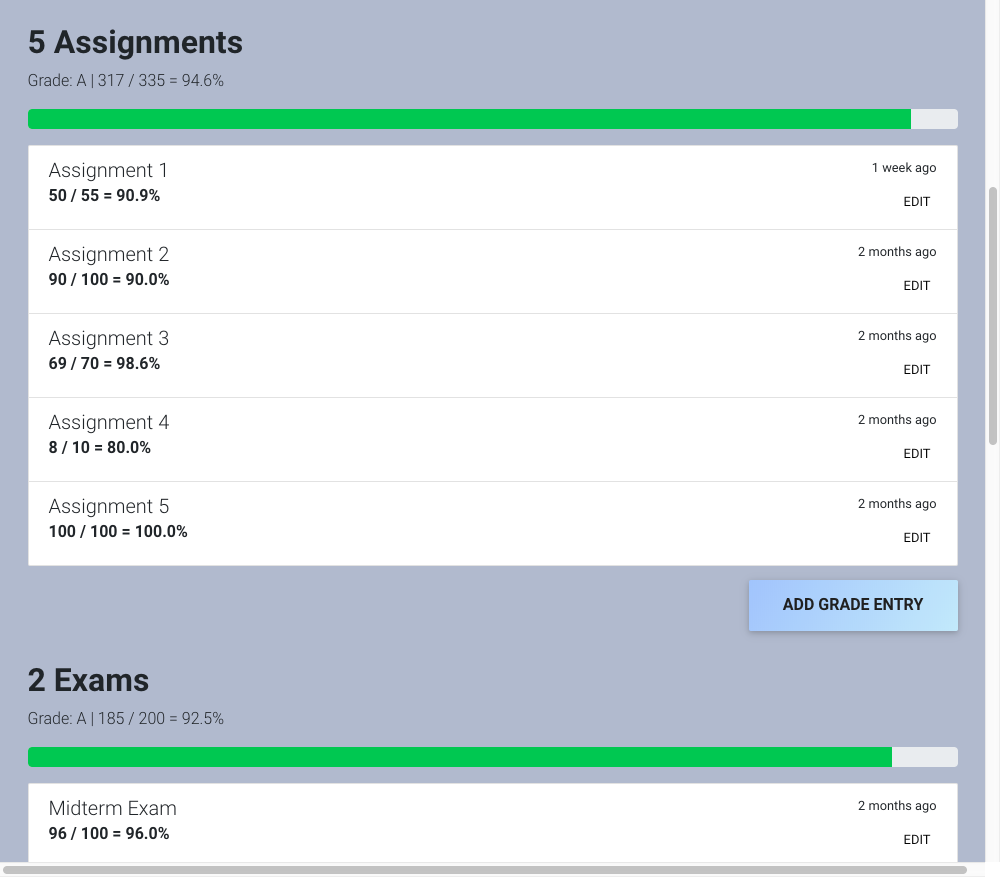 5 Assignments
Grade: A | 317 / 335 = 94.6%
Assignment 1
1 week ago
50 / 55 = 90.9%
EDIT
Assignment 2
2 months ago
90 / 100 = 90.0%
EDIT
Assignment 3
2 months ago
69 / 70 = 98.6%
EDIT
Assignment 4
2 months ago
8 / 10 = 80.0%
EDIT
Assignment 5
2 months ago
100 / 100 = 100.0%
EDIT
ADD GRADE ENTRY
2 Exams
Grade: A | 185 / 200 = 92.5%
Midterm Exam
2 months ago
96 / 100 = 96.0%
EDIT